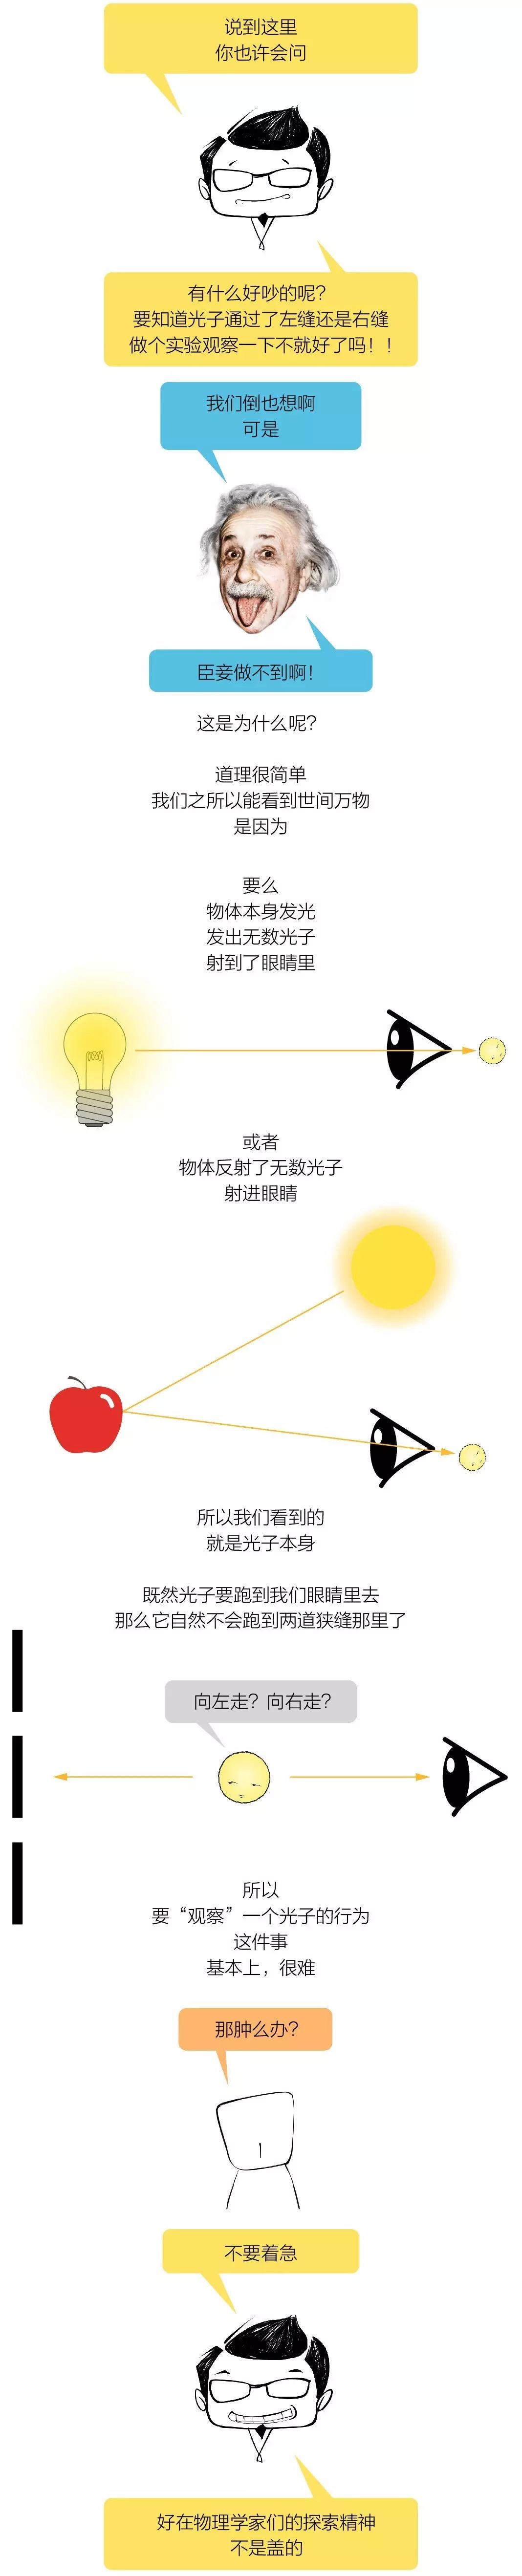 说到这里
你也许会问
有什么好吵的呢?
要知道光子通过了左缝还是右缝
做个实验观察一下不就好了吗!!
我们倒也想啊
可是
臣妾做不到啊!
这是为什么呢?
道理很简单
我们之所以能看到世间万物
是因为
要么
物体本身发光
发出无数光子
射到了眼睛里
或者
物体反射了无数光子
射进眼睛
所以我们看到的
就是光子本身
既然光子要跑到我们眼睛里去
那么它自然不会跑到两道狭缝那里了
向左走?向右走?
所以
要“观察”一个光子的行为
这件事
基本上，很难
那肿么办?
不要着急
好在物理学家们的探索精神
不是盖的